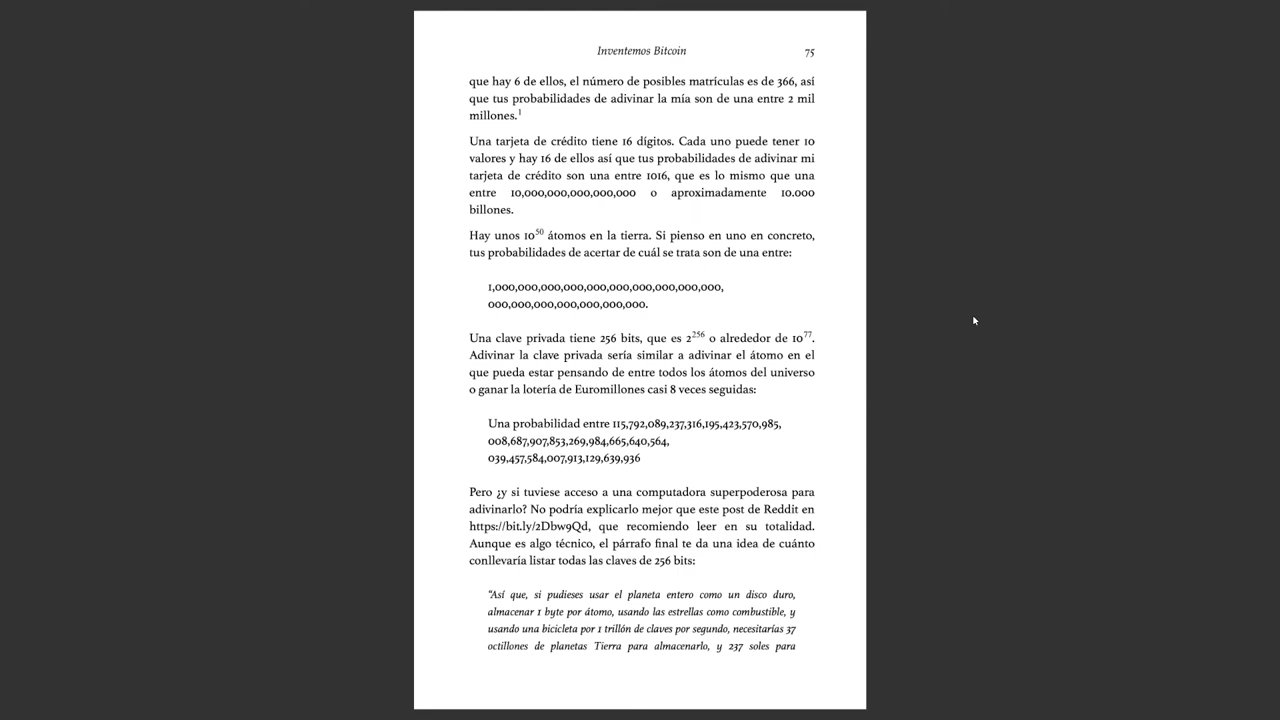 Inventemos Bitcoin 75
que hay 6 de ellos, el número de posibles matrículas es de 366, así
que tus probabilidades de adivinar la mía son de una entre 2 mil
millones.1
Una tarjeta de crédito tiene 16 dígitos. Cada uno puede tener 10
valores y hay 16 de ellos así que tus probabilidades de adivinar mi
tarjeta de crédito son una entre 1016, que es lo mismo que una
entre 10,000,000,000,000,000 o aproximadamente 10.000
billones.
Hay unos 10^50 átomos en la tierra. Si pienso en uno en concreto,
tus probabilidades de acertar de cuál se trata son de una entre:
1,000,000,000,000,000,000,000,000,000,000,
000,000,000,000,000,000,000.
Una clave privada tiene 256 bits, que es 2^256 o alrededor de 10^77.
Adivinar la clave privada sería similar a adivinar el átomo en el
que pueda estar pensando de entre todos los átomos del universo
o ganar la lotería de Euromillones casi 8 veces seguidas:
Una probabilidad entre 115,792,089,237,316,195,423,570,985,
008,687,907,853,269,984,665,640,564,
039,457,584,007,913,129,639,936
Pero ¿y si tuviese acceso a una computadora superpoderosa para
adivinarlo? No podría explicarlo mejor que este post de Reddit en
https://bit.ly/2Dbw9Qd, que recomiendo leer en su totalidad.
Aunque es algo técnico, el párrafo final te da una idea de cuánto
conllevaría listar todas las claves de 256 bits:
“Así que, si pudieses usar el planeta entero como un disco duro,
almacenar 1 byte por átomo, usando las estrellas como combustible, y
usando una bicicleta por 1 trillón de claves por segundo, necesitarías 37
octillones de planetas Tierra para almacenarlo, y 237 soles para